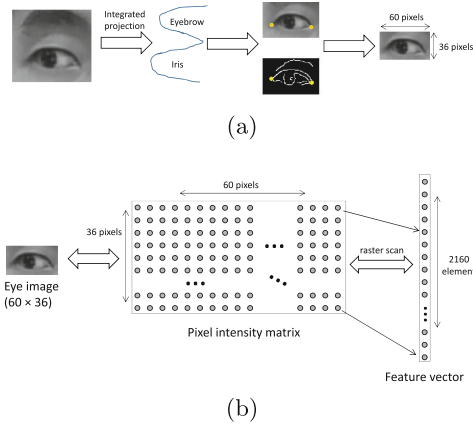 Integrated
projection
Eyebrow
Iris
60 pixels
36 pixels
(a)
60 pixels
36 pixels
Eye image
(60 × 36)
raster scan
2160
element
Pixel intensity matrix
Feature vector
(b)